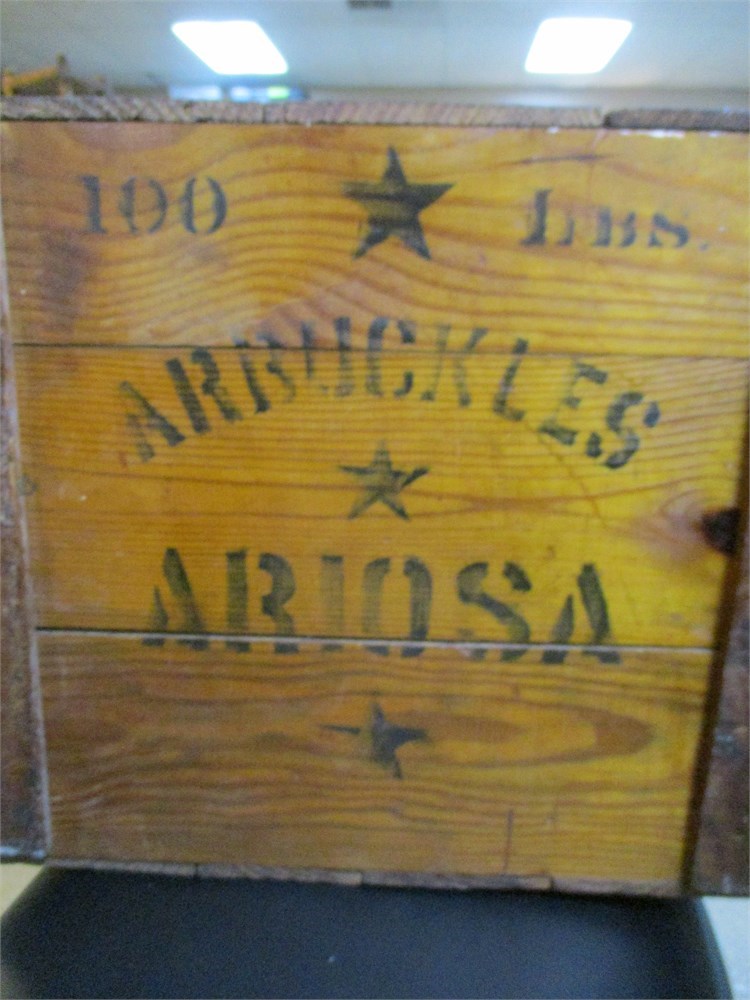 100 ★ LBS.
ARBUCKLES
★
ARIOSA
★